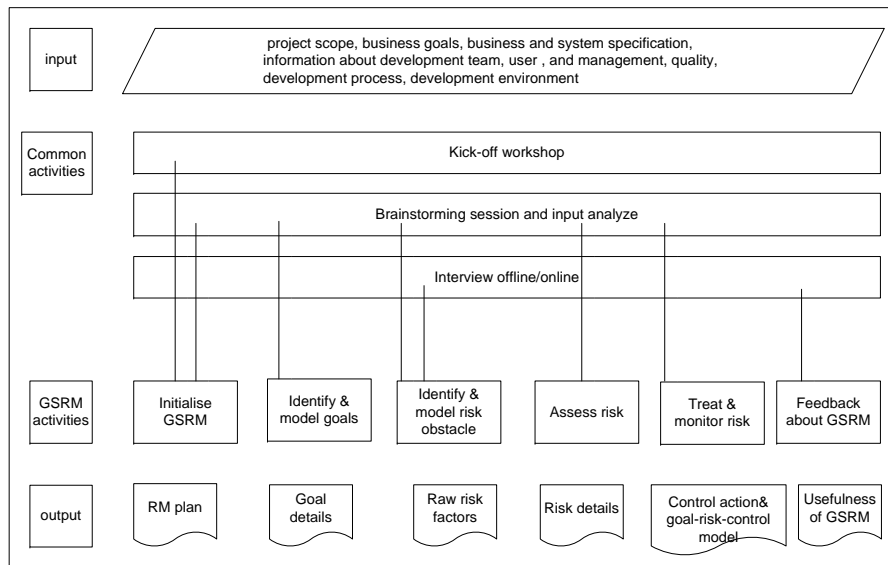 input
project scope, business goals, business and system specification,
information about development team, user , and management, quality,
development process, development environment
Common
activities
Kick-off workshop
Brainstorming session and input analyze
Interview offline/online
GSRM
activities
Initialise
GSRM
Identify &
model goals
Identify &
model risk
obstacle
Assess risk
Treat &
monitor risk
Feedback
about GSRM
output
RM plan
Goal
details
Raw risk
factors
Risk details
Control action&
goal-risk-control
model
Usefulness
of GSRM